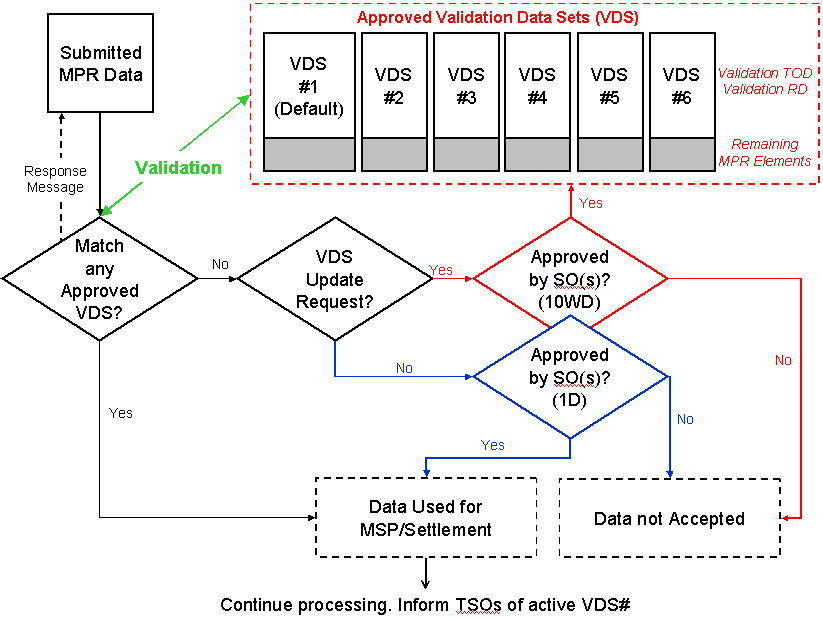 Approved Validation Data Sets (VDS)
Submitted
MPR Data
VDS
#1
(Default)
VDS
#2
VDS
#3
VDS
#4
VDS
#5
VDS
#6
Validation TOD
Validation RD
Remaining
MPR Elements
Response
Message
Validation
Match
any
Approved
VDS?
No
VDS
Update
Request?
Yes
Approved
by SO(s)?
(10WD)
Yes
No
No
Approved
by SO(s)?
(1D)
Yes
Yes
No
Data Used for
MSP/Settlement
Data not Accepted
Continue processing. Inform TSOs of active VDS#